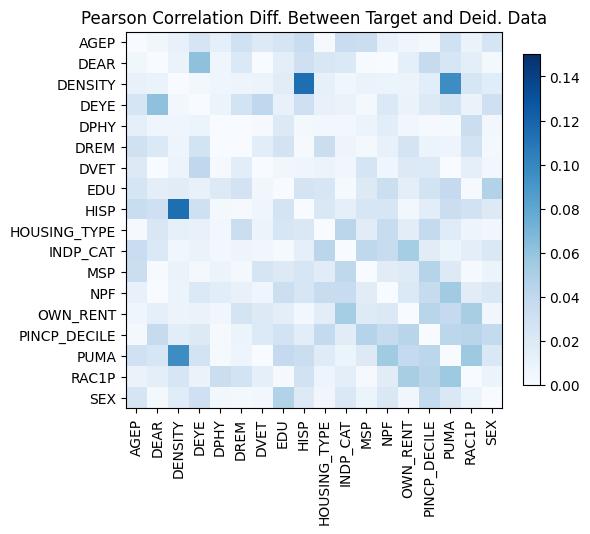 Pearson Correlation Diff. Between Target and Deid. Data
AGEP
DEAR
DENSITY
DEYE
DPHY
DREM
DVET
EDU
HISP
HOUSING_TYPE
INDP_CAT
MSP
NPF
OWN_RENT
PINCP_DECILE
PUMA
RAC1P
SEX
AGEP
DEAR
DENSITY
DEYE
DPHY
DREM
DVET
EDU
HISP
HOUSING_TYPE
INDP_CAT
MSP
NPF
OWN_RENT
PINCP_DECILE
PUMA
RAC1P
SEX
0.14
0.12
0.10
0.08
0.06
0.04
0.02
0.00